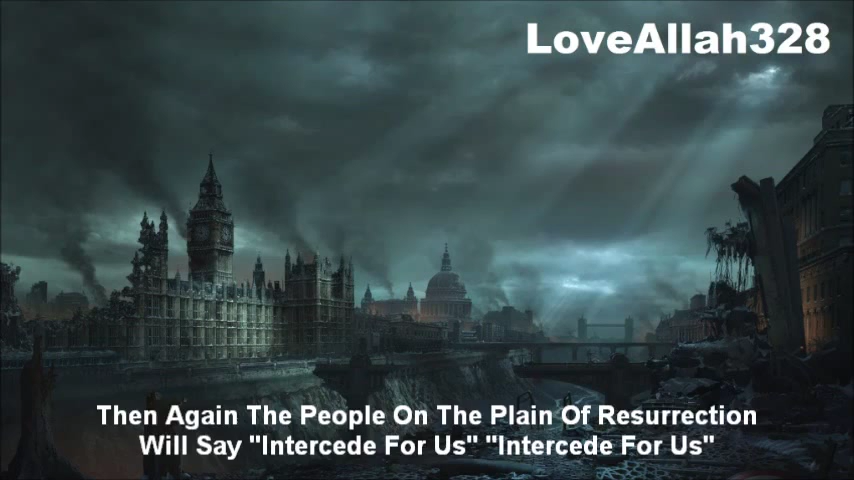 LoveAllah328
Then Again The People On The Plain Of Resurrection
Will Say "Intercede For Us" "Intercede For Us"